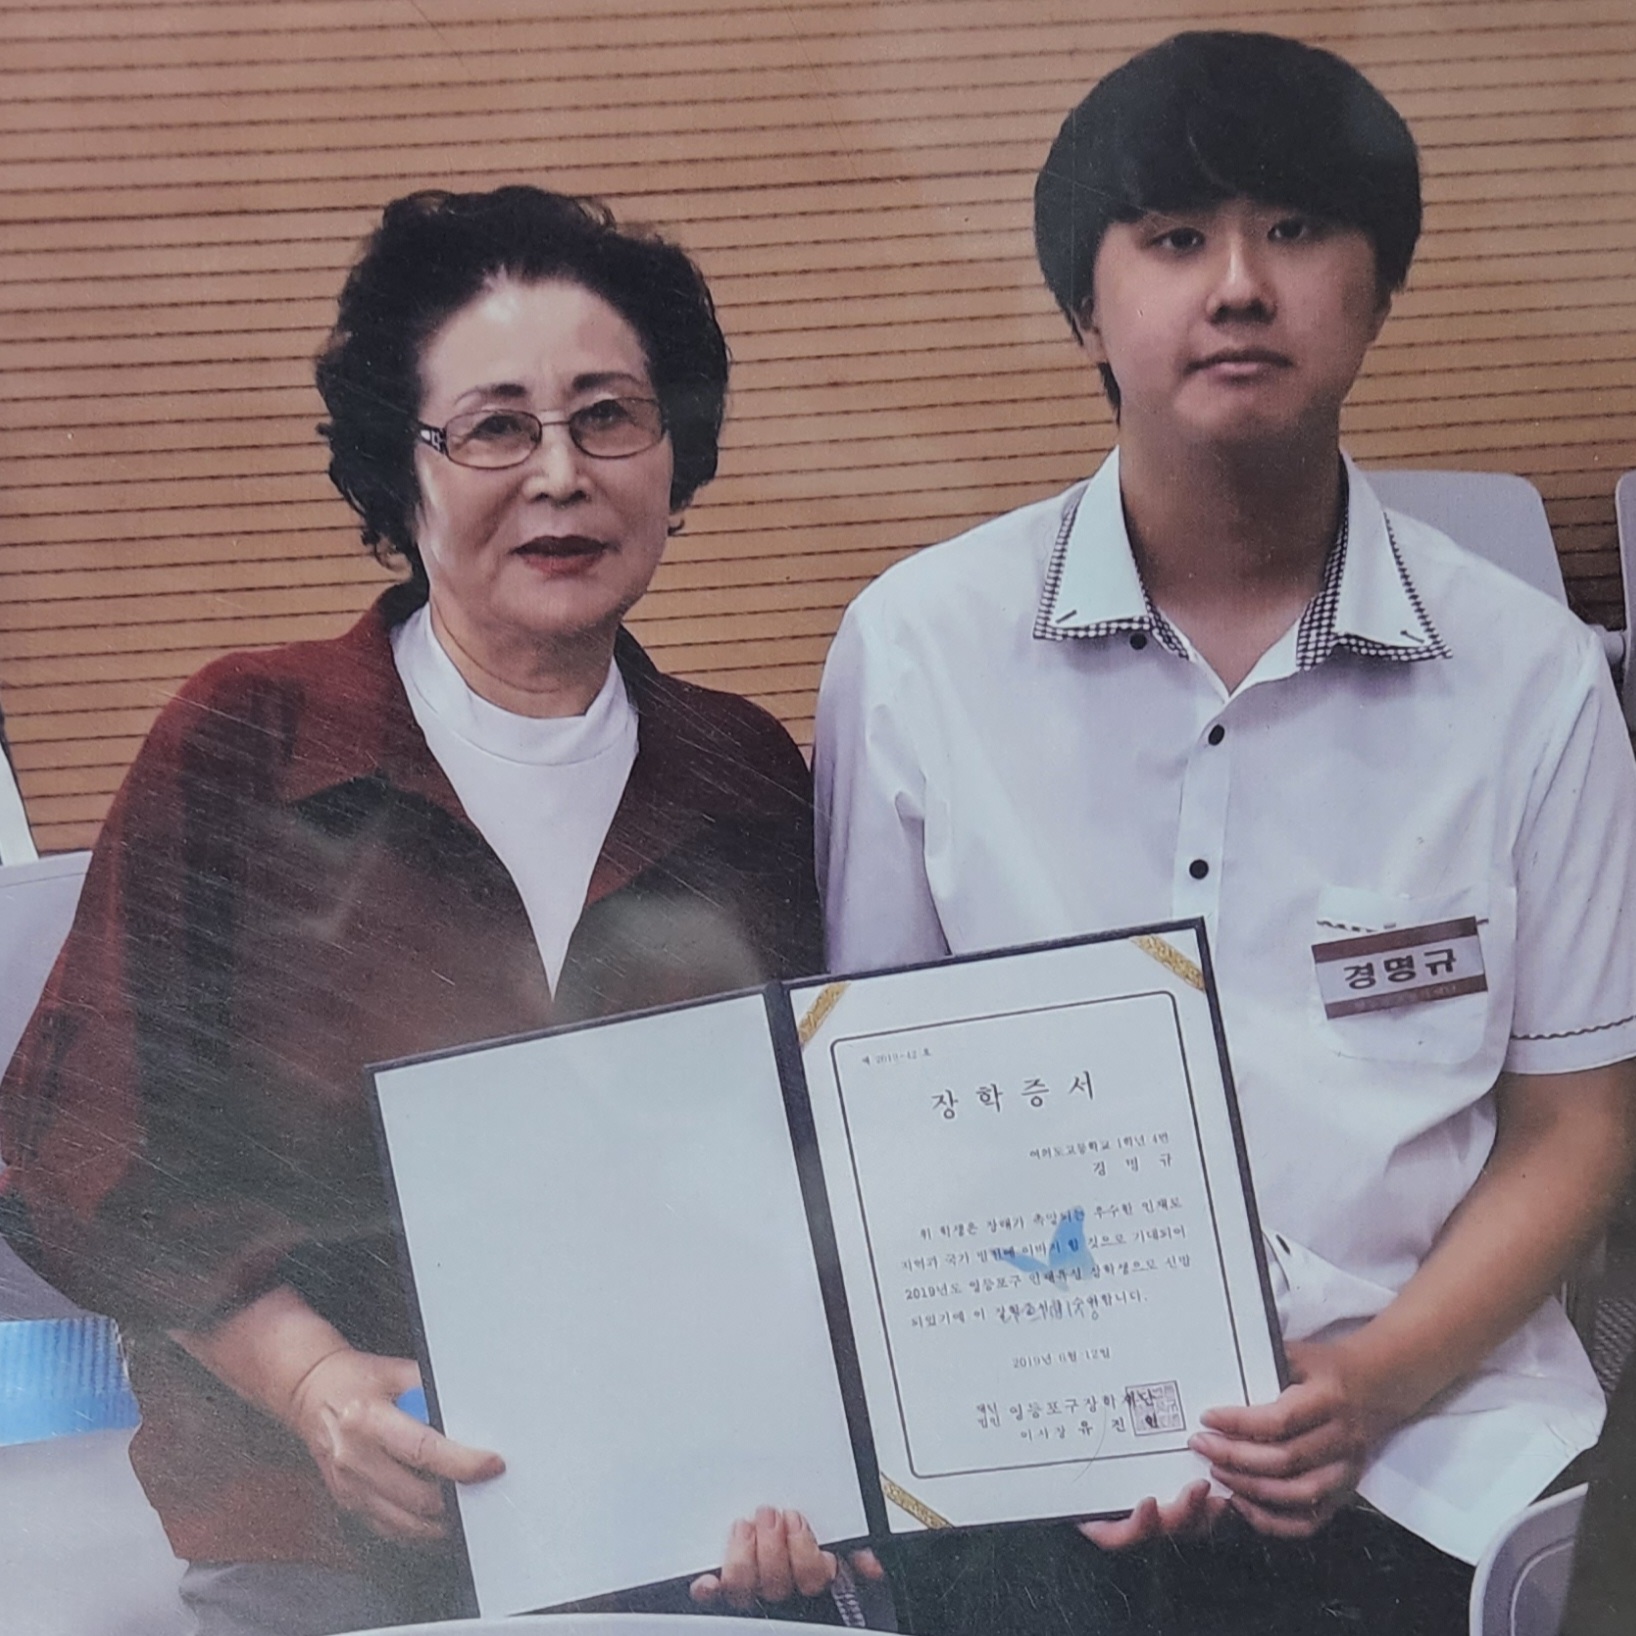 제 2019-42 호
장학증서
여의도고등학교 1학년 4반
경 명 규
위 학생은 장래가 촉망되는 우수한 인재로
지역과 국가 발전에 이바지 할 것으로 기대되어
2019년도 영등포구 인재육성 장학생으로 선발
되었기에 이 장학증서를 수여합니다.
2019년 6월 12일
재단법인 영등포구장학재단
이사장 유 진
경명규